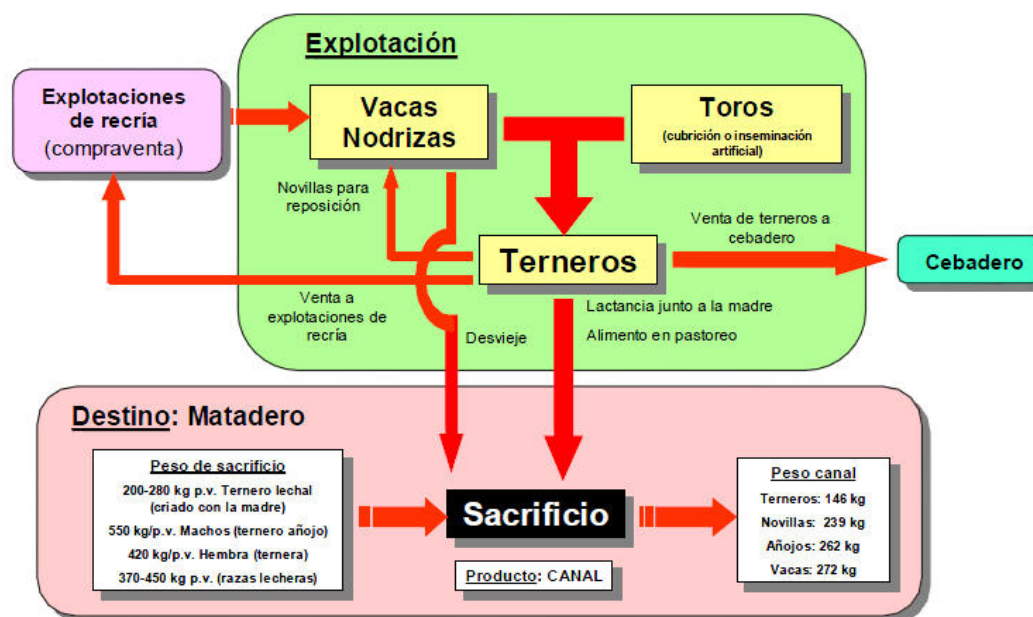 Explotación
Explotaciones
de recría
(compraventa)
Vacas
Nodrizas
Toros
(cubrición o inseminación
artificial)
Novillas para
reposición
Venta de terneros a
cebadero
Terneros
Cebadero
Venta a
explotaciones de
recría
Desvieje
Lactancia junto a la madre
Alimento en pastoreo
Destino: Matadero
Peso de sacrificio
200-280 kg p.v. Ternero lechal
(criado con la madre)
550 kg/p.v. Machos (ternero añojo)
420 kg/p.v. Hembra (ternera)
370-450 kg p.v. (razas lecheras)
Sacrificio
Producto: CANAL
Peso canal
Terneros: 146 kg
Novillas: 239 kg
Añojos: 262 kg
Vacas: 272 kg